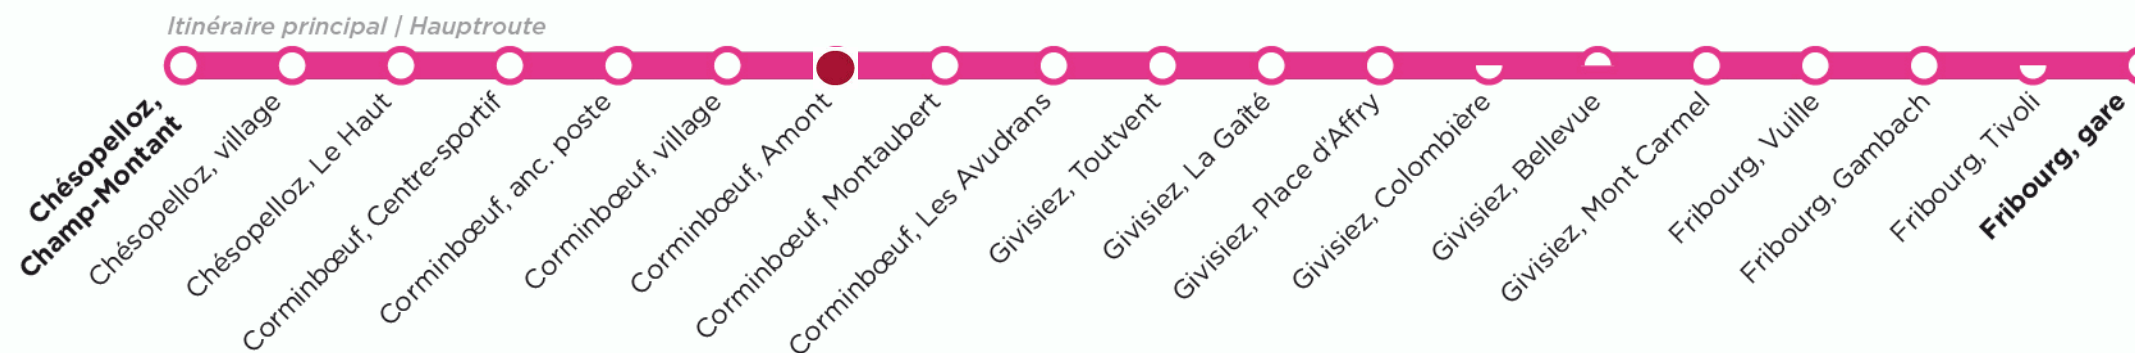 Itinéraire principal | Hauptroute
Chésopelloz,
Champ-Montant
Chésopelloz, village
Chésopelloz, Le Haut
Corminbœuf, Centre-sportif
Corminbœuf, anc. poste
Corminbœuf, village
Corminbœuf, Amont
Corminbœuf, Montaubert
Corminbœuf, Les Avudrans
Givisiez, Toutvent
Givisiez, La Gaîté
Givisiez, Place d'Affry
Givisiez, Colombière
Givisiez, Bellevue
Givisiez, Mont Carmel
Fribourg, Vuille
Fribourg, Gambach
Fribourg, Tivoli
Fribourg, gare